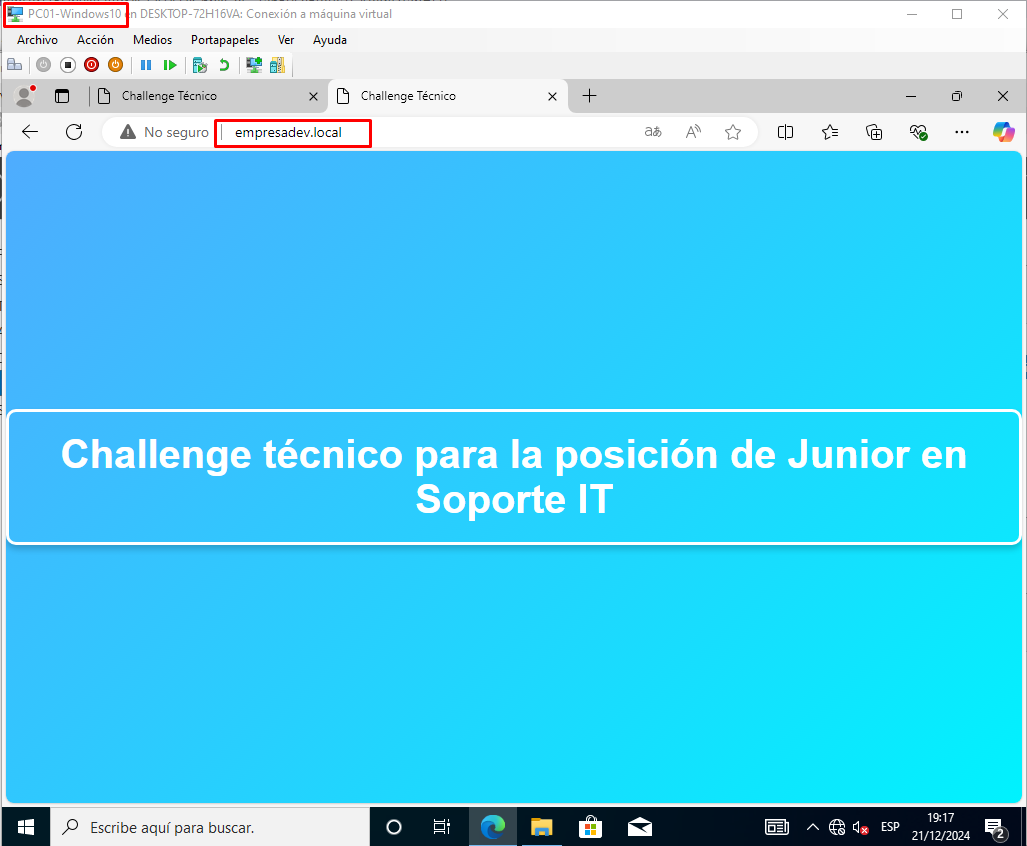 PC01-Windows10 en DESKTOP-72H16VA: Conexión a máquina virtual
Archivo Acción Medios Portapapeles Ver Ayuda
Challenge Técnico Challenge Técnico
No seguro empresadev.local
Challenge técnico para la posición de Junior en
Soporte IT
Escribe aquí para buscar.
ESP
19:17
21/12/2024
2